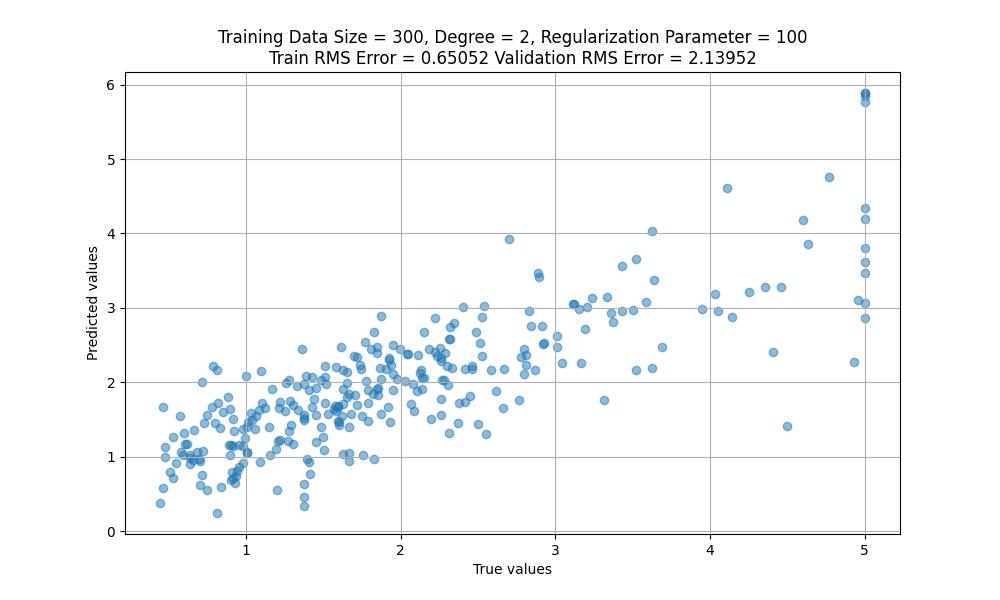 Training Data Size = 300, Degree = 2, Regularization Parameter = 100
Train RMS Error = 0.65052 Validation RMS Error = 2.13952
6
5
4
3
2
1
0
Predicted values
1 2 3 4 5
True values